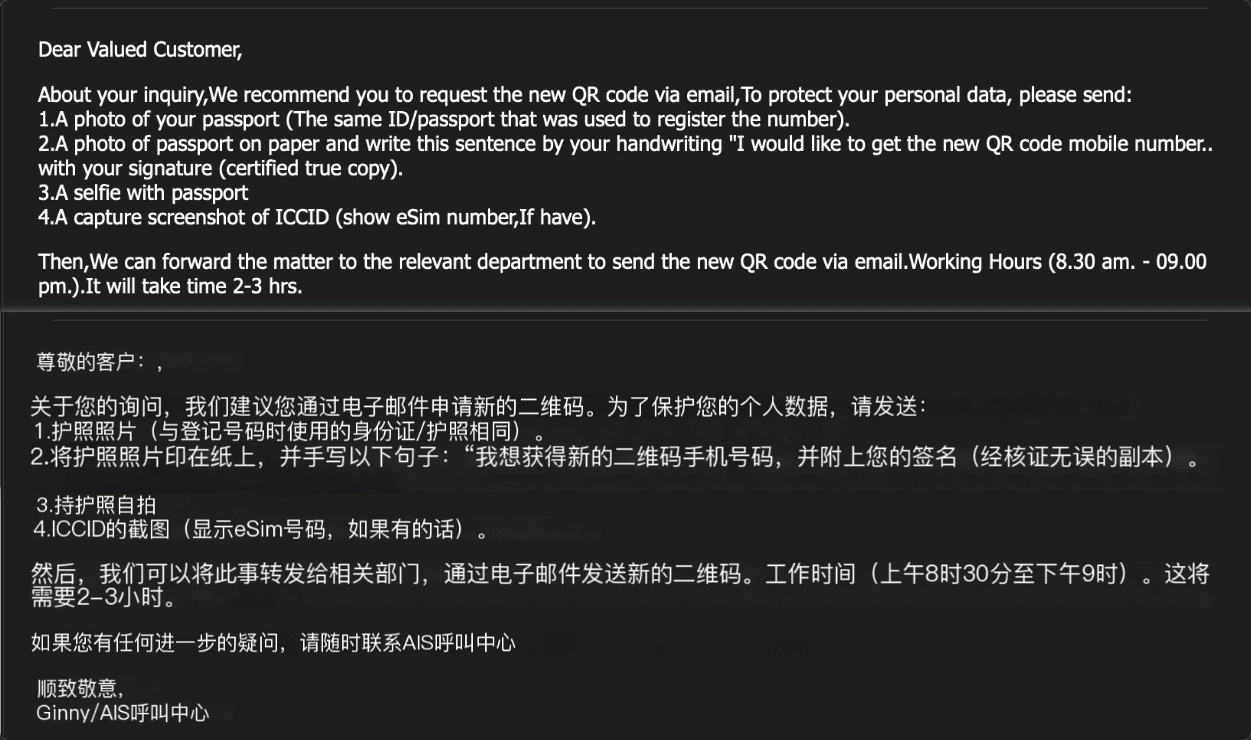 Dear Valued Customer,
About your inquiry,We recommend you to request the new QR code via email,To protect your personal data, please send:
1.A photo of your passport (The same ID/passport that was used to register the number).
2.A photo of passport on paper and write this sentence by your handwriting "I would like to get the new QR code mobile number..
with your signature (certified true copy).
3.A selfie with passport
4.A capture screenshot of ICCID (show eSim number,If have).
Then,We can forward the matter to the relevant department to send the new QR code via email.Working Hours (8.30 am. - 09.00
pm.).It will take time 2-3 hrs.
尊敬的客户：,
关于您的询问，我们建议您通过电子邮件申请新的二维码。为了保护您的个人数据，请发送：
1.护照照片（与登记号码时使用的身份证/护照相同）。
2.将护照照片印在纸上，并手写以下句子：“我想获得新的二维码手机号码，并附上您的签名（经核证无误的副本）。
3.持护照自拍
4.ICCID的截图（显示eSim号码，如果有的话）。
然后，我们可以将此事转发给相关部门，通过电子邮件发送新的二维码。工作时间（上午8时30分至下午9时）。这将
需要2-3小时。
如果您有任何进一步的疑问，请随时联系AIS呼叫中心
顺致敬意,
Ginny/AIS呼叫中心